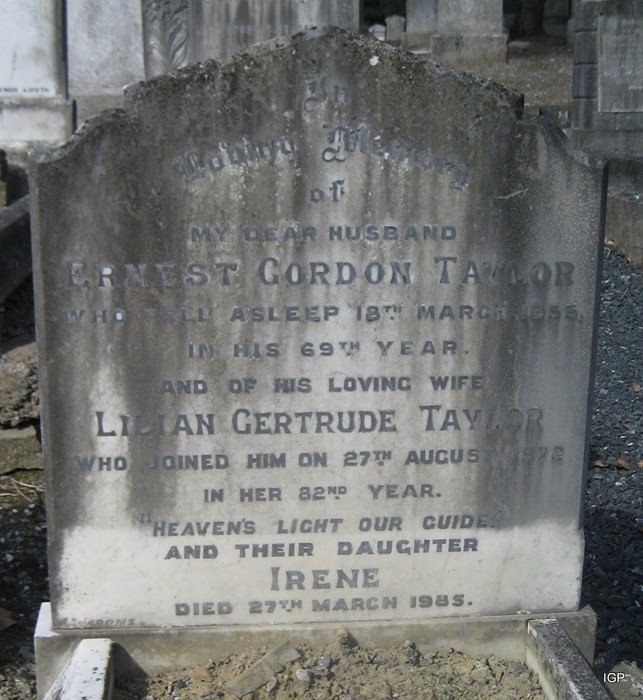 In
Loving Memory
of
MY DEAR HUSBAND
ERNEST GORDON TAYLOR
WHO FELL ASLEEP 18TH MARCH 1955,
IN HIS 69TH YEAR.
AND OF HIS LOVING WIFE
LILIAN GERTRUDE TAYLOR
WHO JOINED HIM ON 27TH AUGUST 1972
IN HER 82ND YEAR.
"HEAVEN'S LIGHT OUR GUIDE."
AND THEIR DAUGHTER
IRENE
DIED 27TH MARCH 1985.
IGP